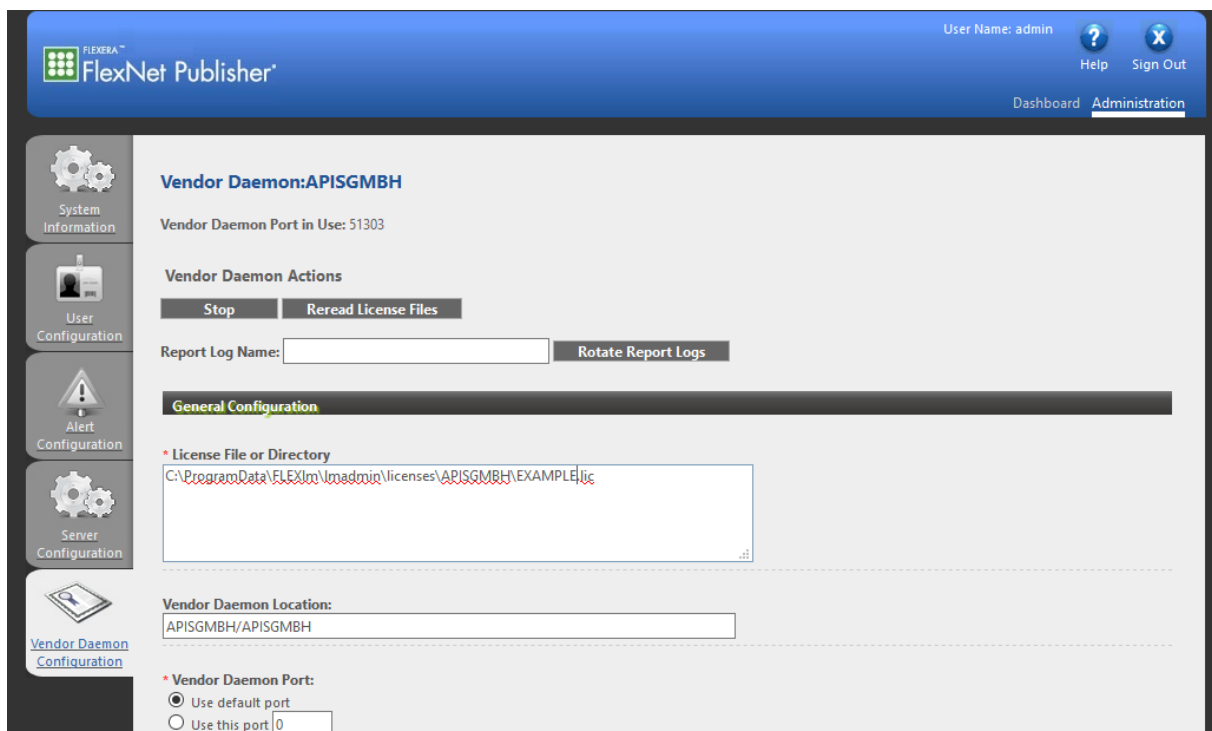 User Name: admin
FLEXERA™
FlexNet Publisher·
Help
Sign Out
Dashboard Administration
System
Information
User
Configuration
Alert
Configuration
Server
Configuration
Vendor Daemon
Configuration
Vendor Daemon:APISGMBH
Vendor Daemon Port in Use: 51303
Vendor Daemon Actions
Stop Reread License Files
Report Log Name: Rotate Report Logs
General Configuration
* License File or Directory
C:\ProgramData\FLEXlm\lmadmin\licenses\APISGMBH\EXAMPLE.lic
Vendor Daemon Location:
APISGMBH/APISGMBH
* Vendor Daemon Port:
Use default port
Use this port 0